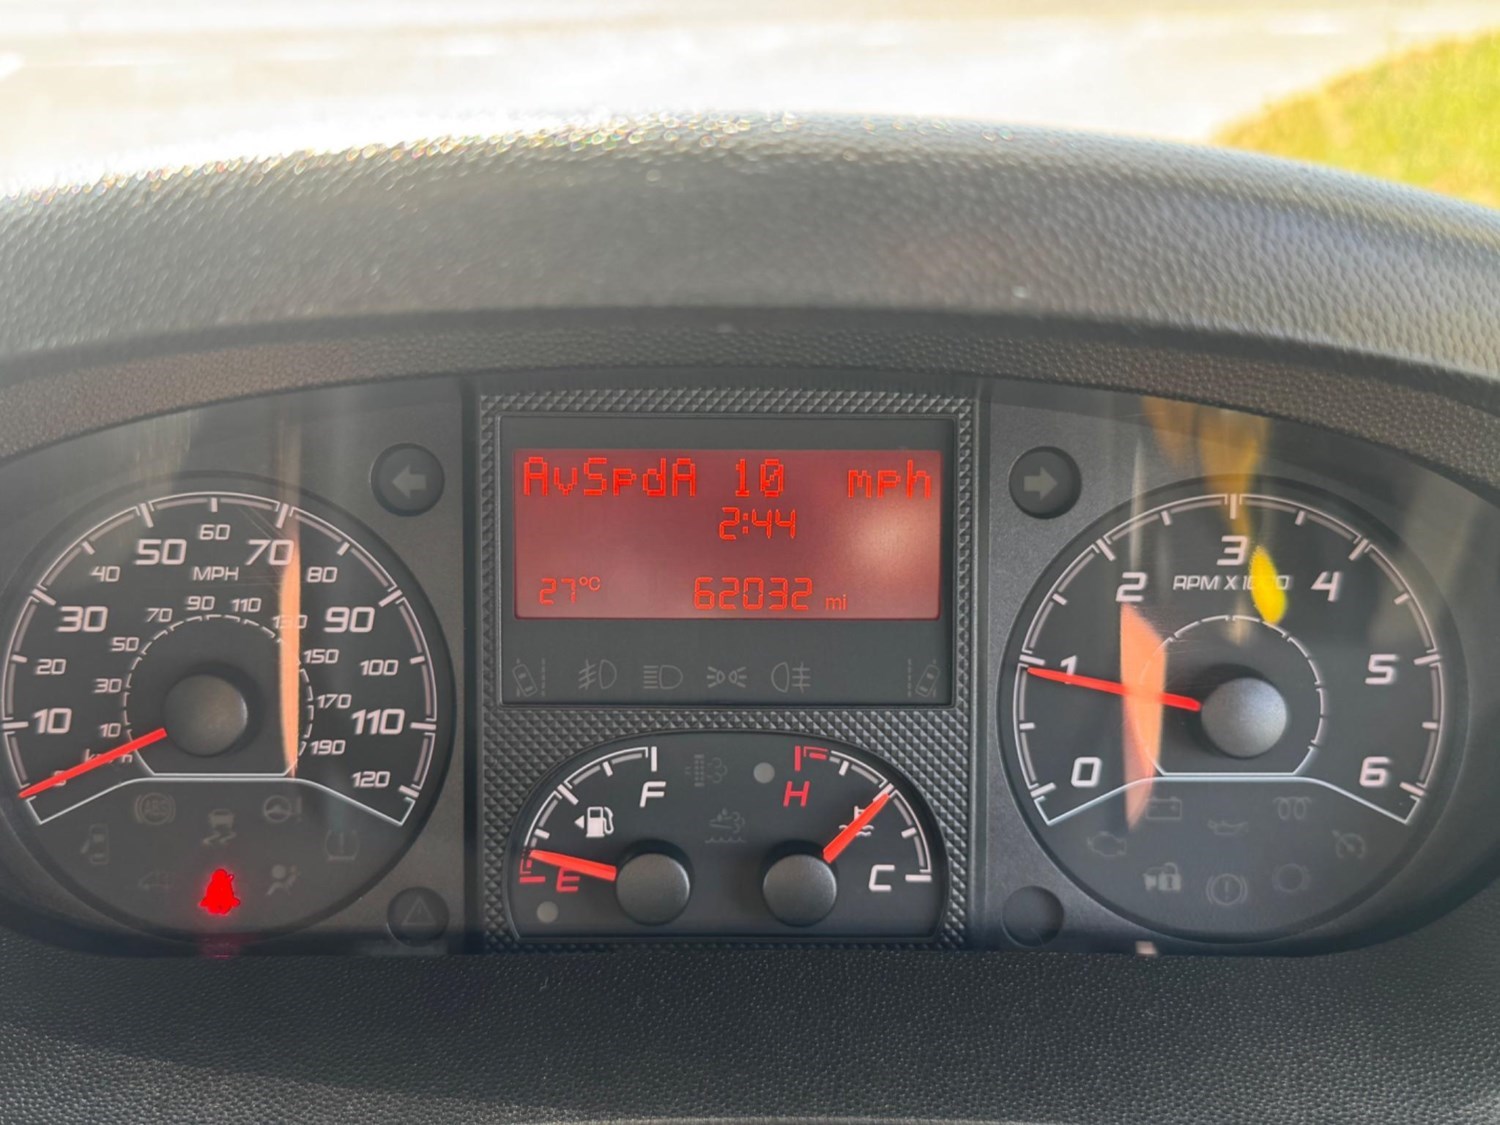 AvSpdA 10 mph
2:44
27°C 62032 mi
60
50 70
40 MPH 80
30 90
20 100
10 110
120
90
70 110
50 130
30 150
10 170
190
km/h
3
2 4
RPM X 1000
1 5
0 6
F H
E C
ABS